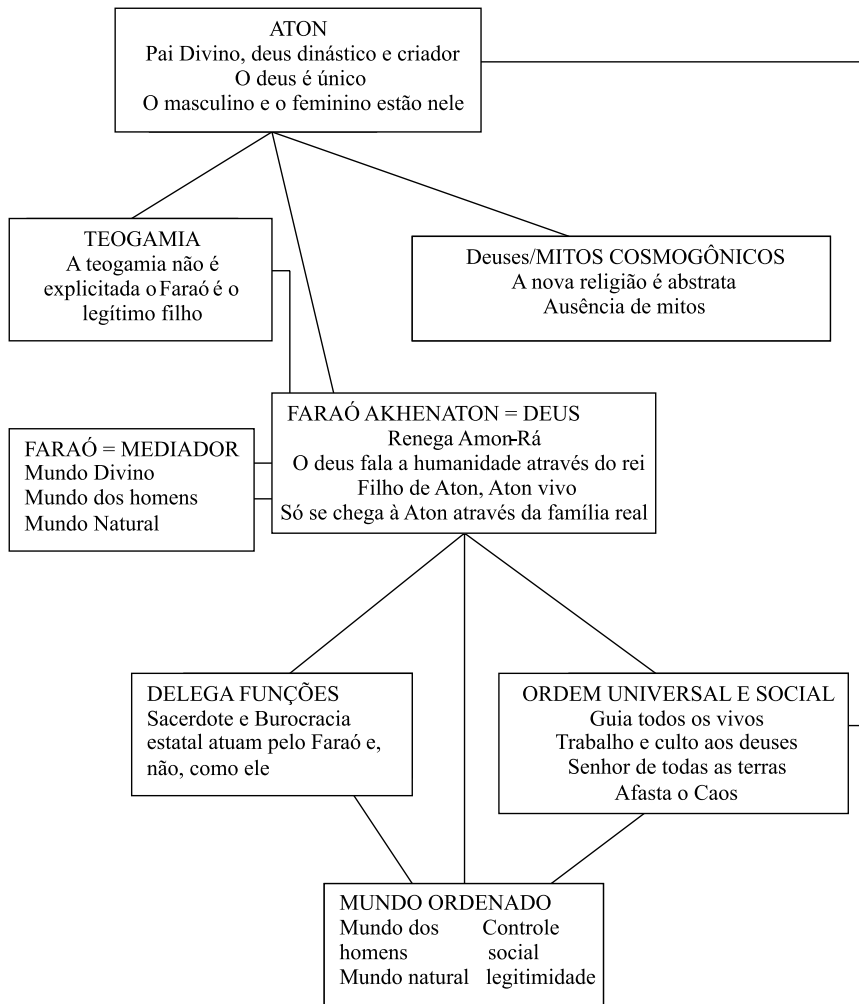 ATON
Pai Divino, deus dinástico e criador
O deus é único
O masculino e o feminino estão nele
TEOGAMIA
A teogamia não é
explicitada o Faraó é o
legítimo filho
Deuses/MITOS COSMOGÔNICOS
A nova religião é abstrata
Ausência de mitos
FARAÓ = MEDIADOR
Mundo Divino
Mundo dos homens
Mundo Natural
FARAÓ AKHENATON = DEUS
Renega Amon-Rá
O deus fala a humanidade através do rei
Filho de Aton, Aton vivo
Só se chega à Aton através da família real
DELEGA FUNÇÕES
Sacerdote e Burocracia
estatal atuam pelo Faraó e,
não, como ele
ORDEM UNIVERSAL E SOCIAL
Guia todos os vivos
Trabalho e culto aos deuses
Senhor de todas as terras
Afasta o Caos
MUNDO ORDENADO
Mundo dos Controle
homens social
Mundo natural legitimidade